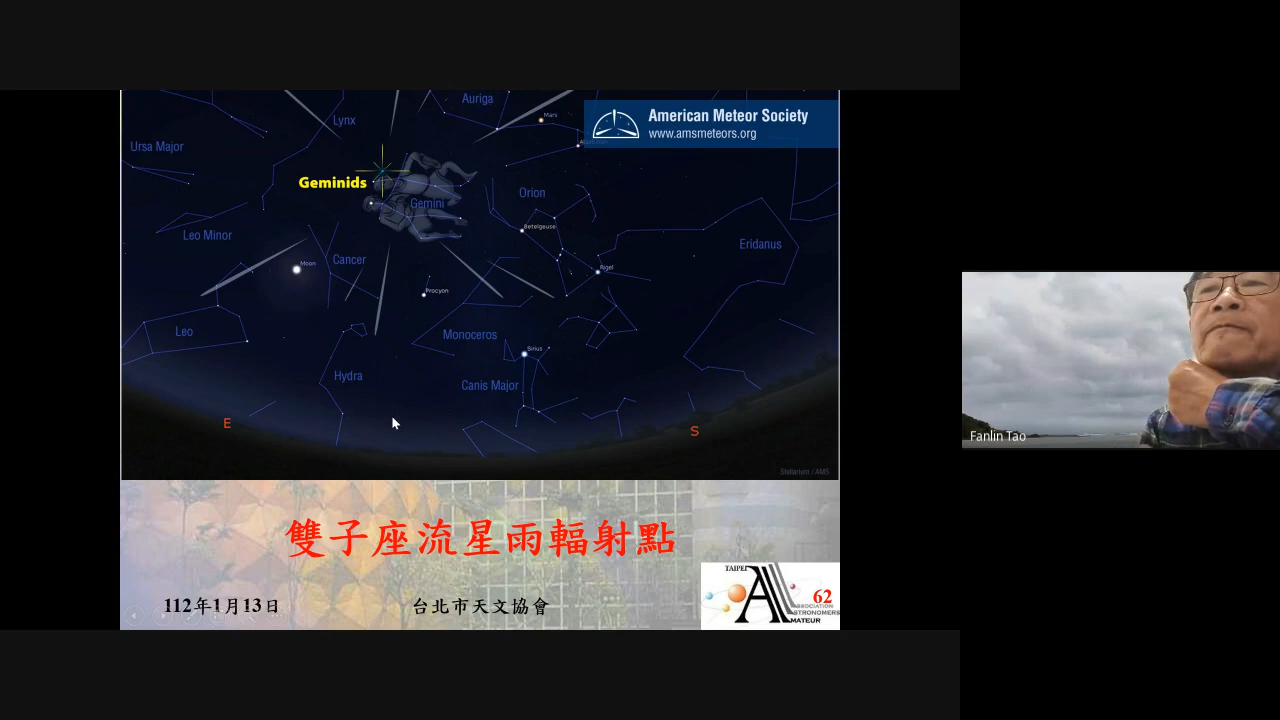 Auriga
Mars
American Meteor Society
www.amsmeteors.org
Lynx
Ursa Major
Geminids
Gemini
Orion
Betelgeuse
Leo Minor
Eridanus
Moon
Cancer
Rigel
Procyon
Leo
Monoceros
Sirius
Hydra
Canis Major
E
S
Stellarium / AMS
Fanlin Tao
雙子座流星雨輻射點
112年1月13日
台北市天文協會
TAIPEI
62
ASSOCIATION
ASTRONOMERS
AMATEUR